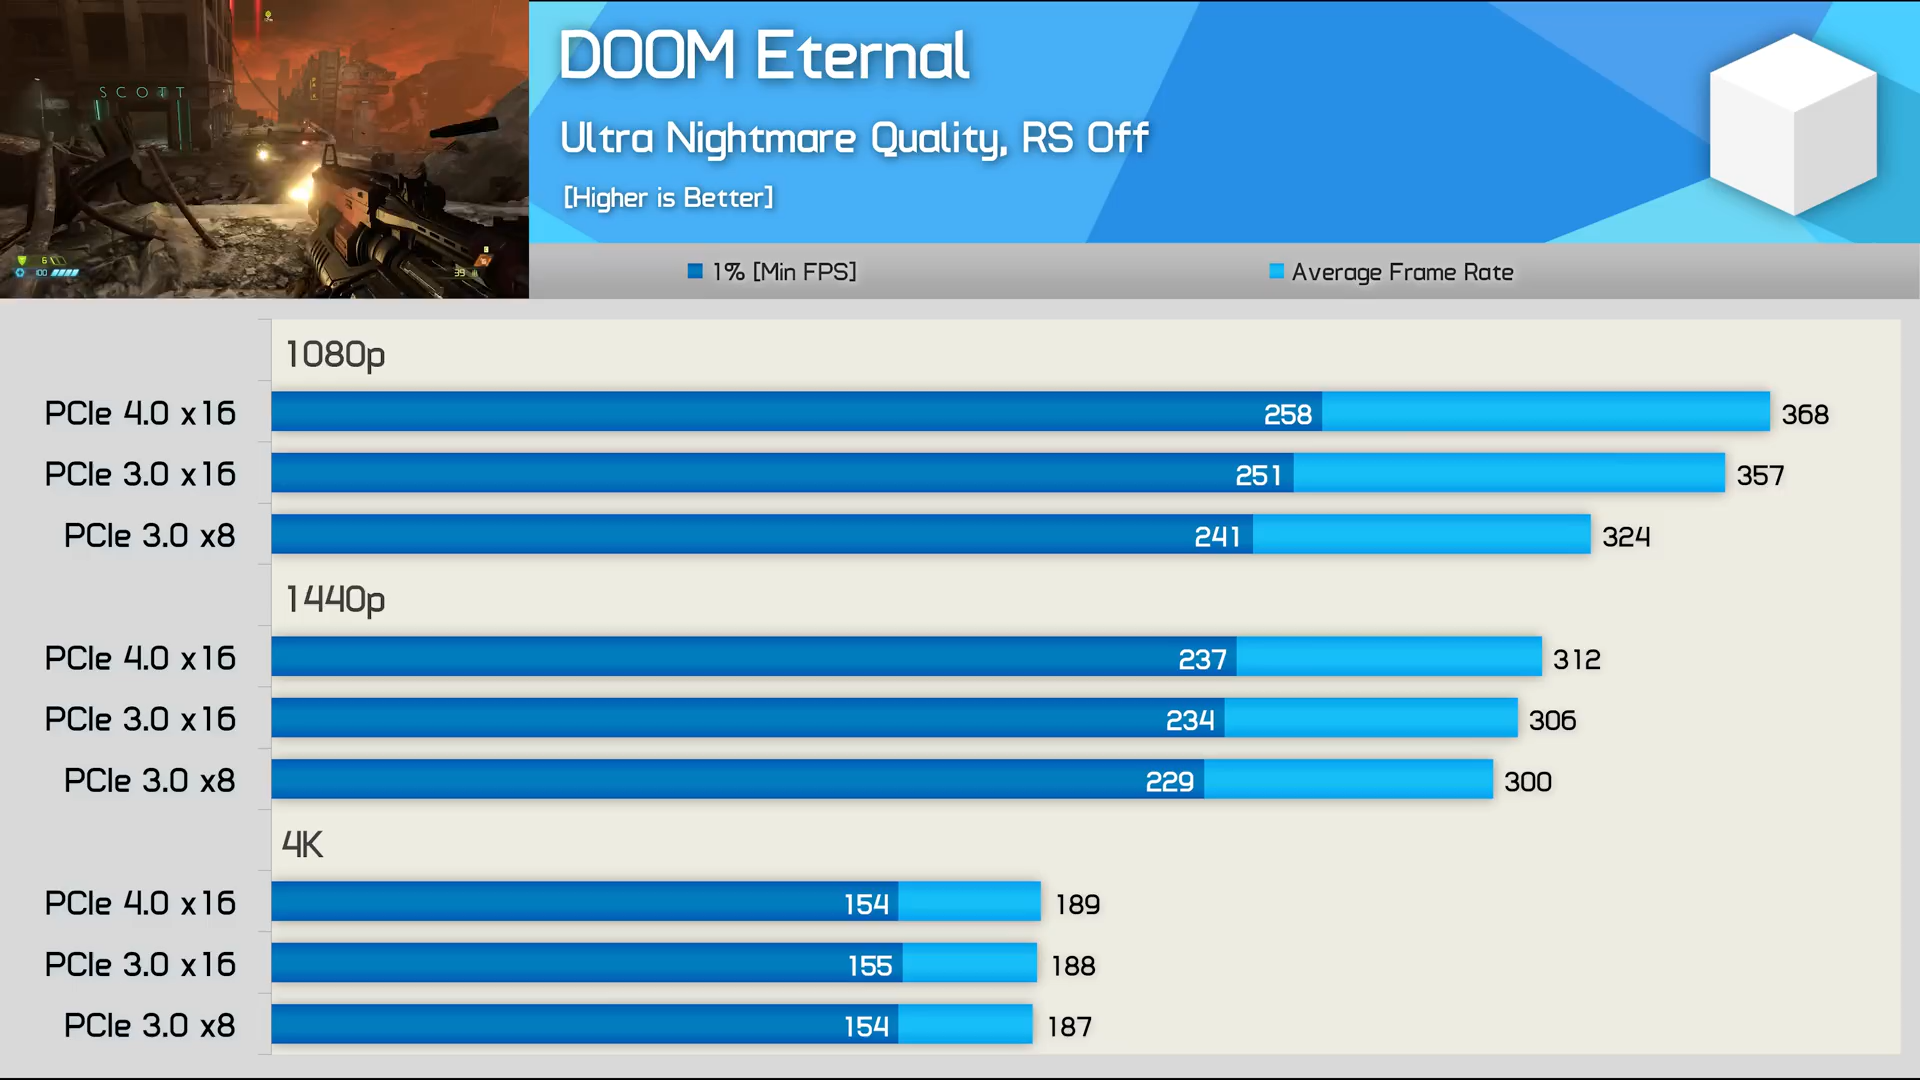 SCOTT
6
100
39
DOOM Eternal
Ultra Nightmare Quality, RS Off
[Higher is Better]
1% [Min FPS]
Average Frame Rate
1080p
PCIe 4.0 x16 258 368
PCIe 3.0 x16 251 357
PCIe 3.0 x8 241 324
1440p
PCIe 4.0 x16 237 312
PCIe 3.0 x16 234 306
PCIe 3.0 x8 229 300
4K
PCIe 4.0 x16 154 189
PCIe 3.0 x16 155 188
PCIe 3.0 x8 154 187